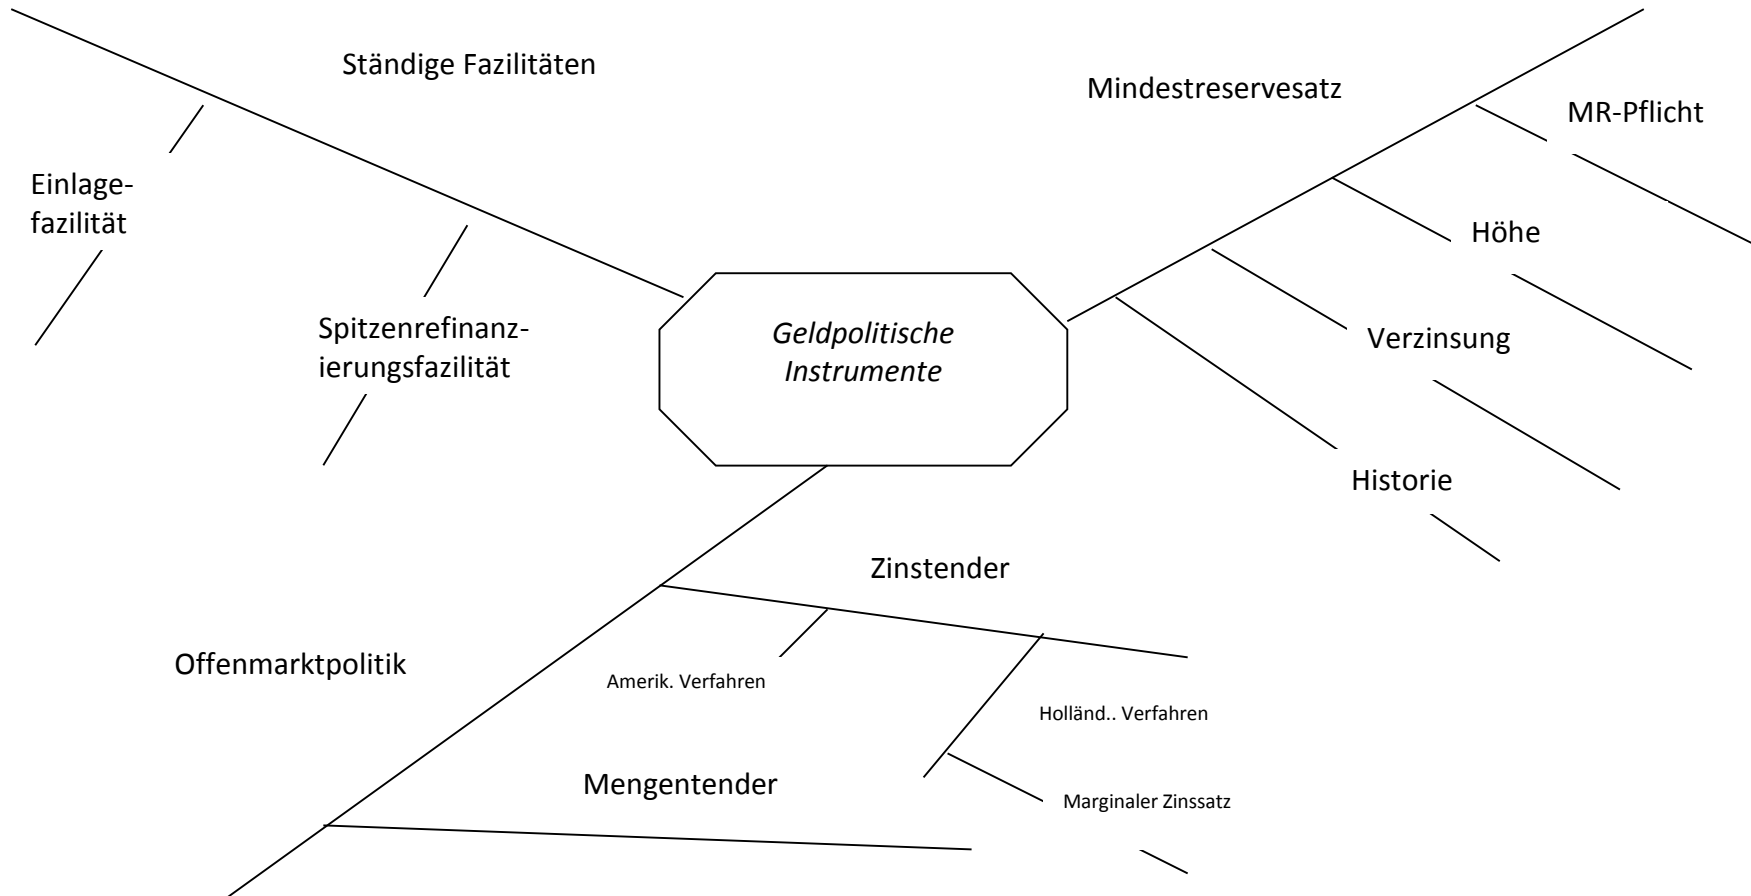 Ständige Fazilitäten
Mindestreservesatz
MR-Pflicht
Einlage-
fazilität
Höhe
Spitzenrefinanz-
ierungsfazilität
Geldpolitische
Instrumente
Verzinsung
Historie
Zinstender
Offenmarktpolitik
Amerik. Verfahren
Holländ.. Verfahren
Mengentender
Marginaler Zinssatz